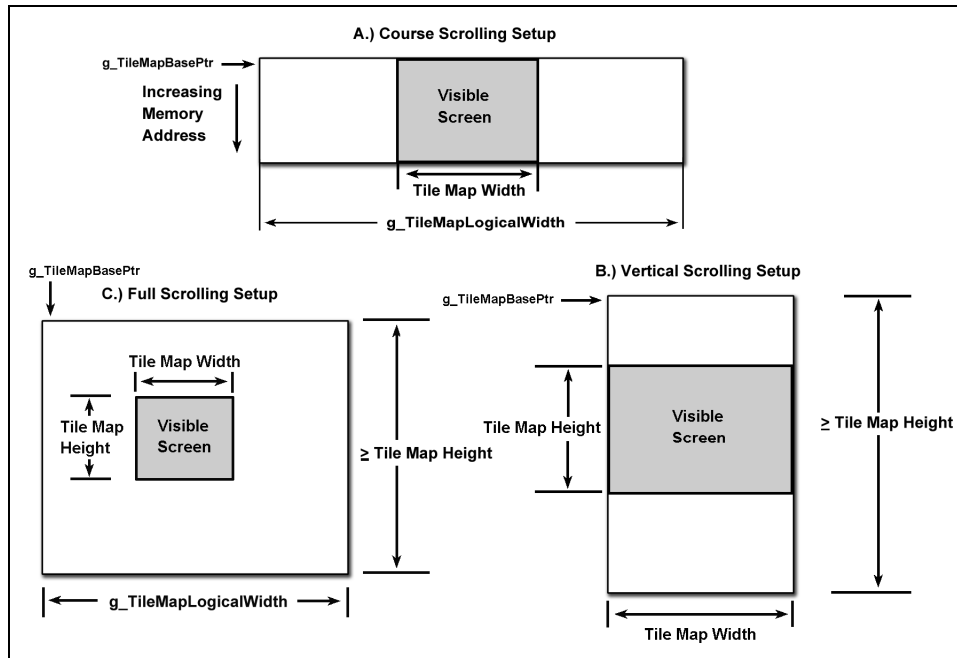 A.) Course Scrolling Setup
g_TileMapBasePtr
Increasing
Memory
Address
Visible
Screen
Tile Map Width
g_TileMapLogicalWidth
g_TileMapBasePtr
C.) Full Scrolling Setup
Tile Map Width
Tile Map
Height
Visible
Screen
≥ Tile Map Height
g_TileMapLogicalWidth
B.) Vertical Scrolling Setup
g_TileMapBasePtr
Tile Map Height
Visible
Screen
≥ Tile Map Height
Tile Map Width